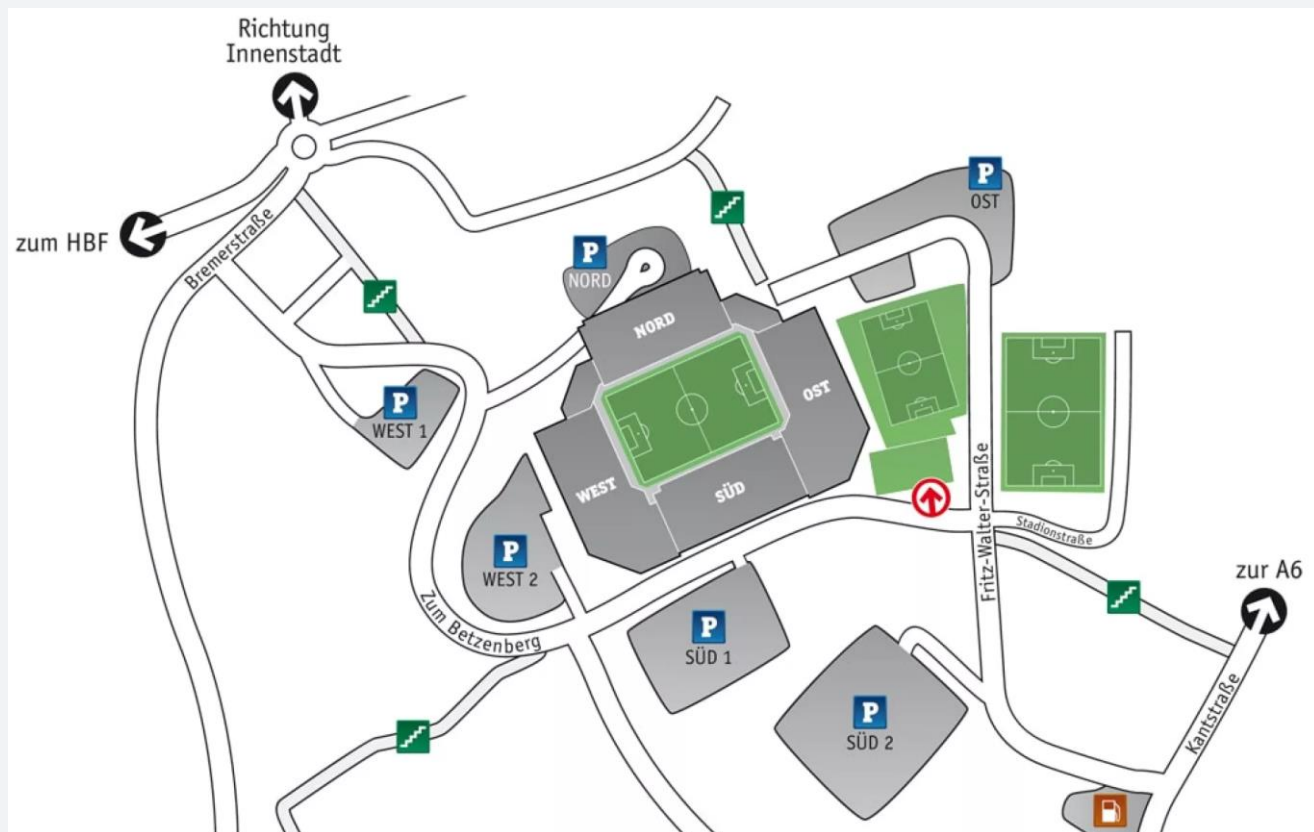 Richtung
Innenstadt
zum HBF
Bremerstraße
P
NORD
P
OST
NORD
OST
WEST
SÜD
P
WEST 1
P
WEST 2
Zum Betzenberg
P
SÜD 1
P
SÜD 2
Fritz-Walter-Straße
Stadionstraße
zur A6
Kantstraße